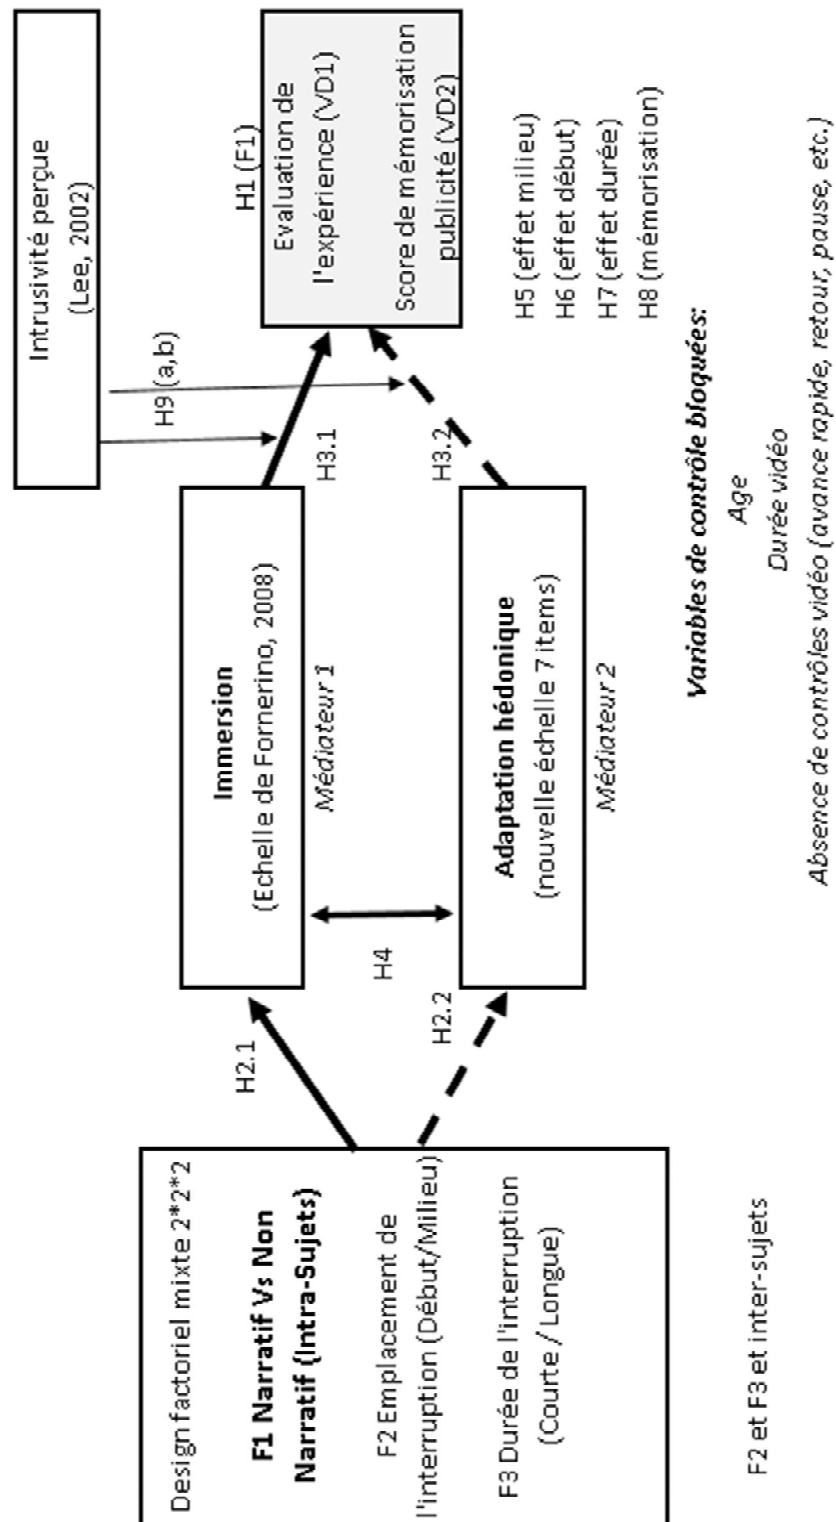 Design factoriel mixte 2*2*2
F1 Narratif Vs Non
Narratif (Intra-Sujets)
F2 Emplacement de
l'interruption (Début/Milieu)
F3 Durée de l'interruption
(Courte / Longue)
F2 et F3 et inter-sujets
H2.1
H2.2
Immersion
(Echelle de Fornerino, 2008)
Médiateur 1
H4
Adaptation hédonique
(nouvelle échelle 7 items)
Médiateur 2
H3.1
H3.2
Intrusivité perçue
(Lee, 2002)
H9 (a,b)
H1 (F1)
Evaluation de
l'expérience (VD1)
Score de mémorisation
publicité (VD2)
H5 (effet milieu)
H6 (effet début)
H7 (effet durée)
H8 (mémorisation)
Variables de contrôle bloquées:
Age
Durée vidéo
Absence de contrôles vidéo (avance rapide, retour, pause, etc.)